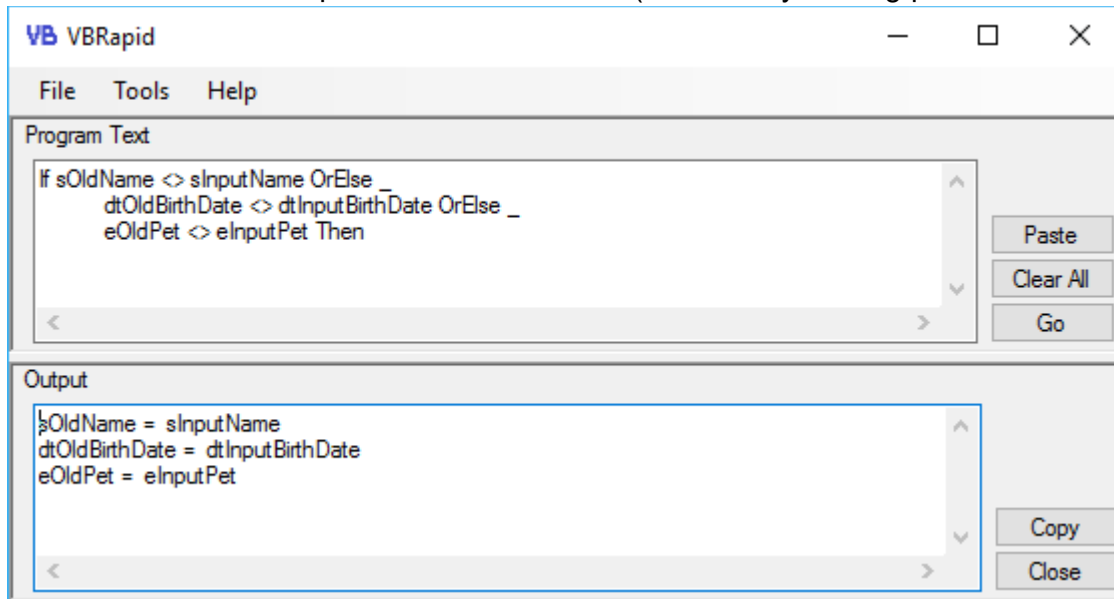 VB VBRapid
File Tools Help
Program Text
If sOldName <> sInputName OrElse _
dtOldBirthDate <> dtInputBirthDate OrElse _
eOldPet <> eInputPet Then
Paste
Clear All
Go
Output
sOldName = sInputName
dtOldBirthDate = dtInputBirthDate
eOldPet = eInputPet
Copy
Close